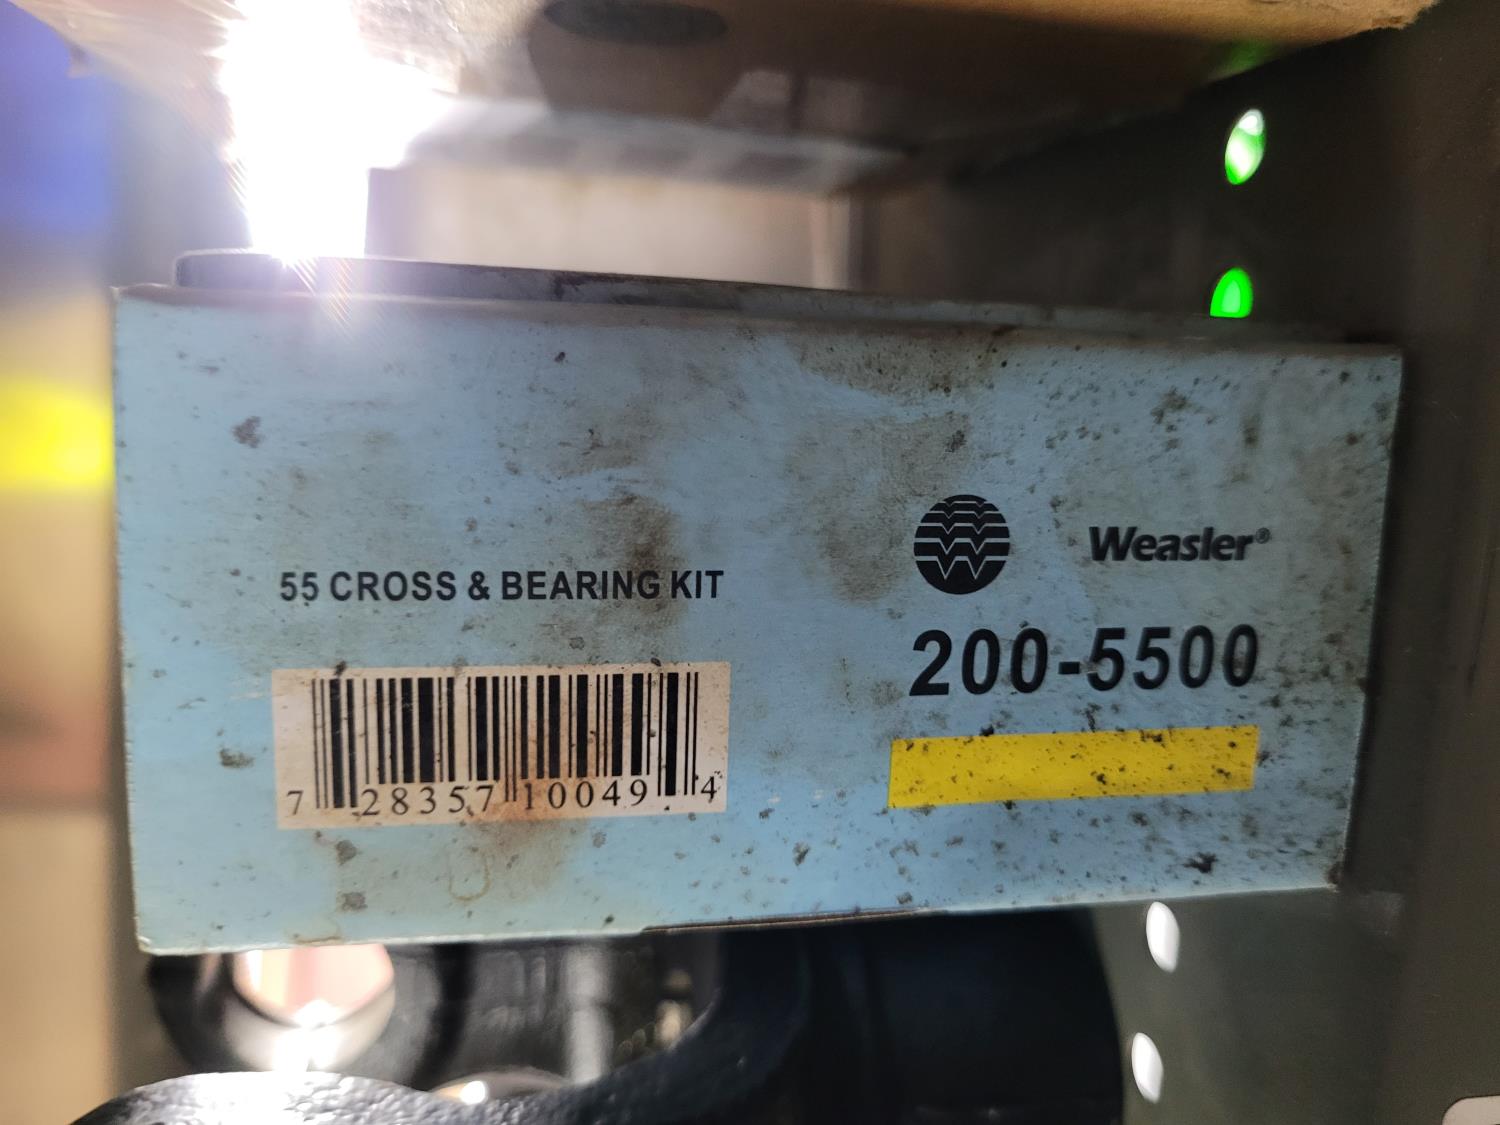 55 CROSS & BEARING KIT
Weasler®
200-5500
7 28357 10049 4